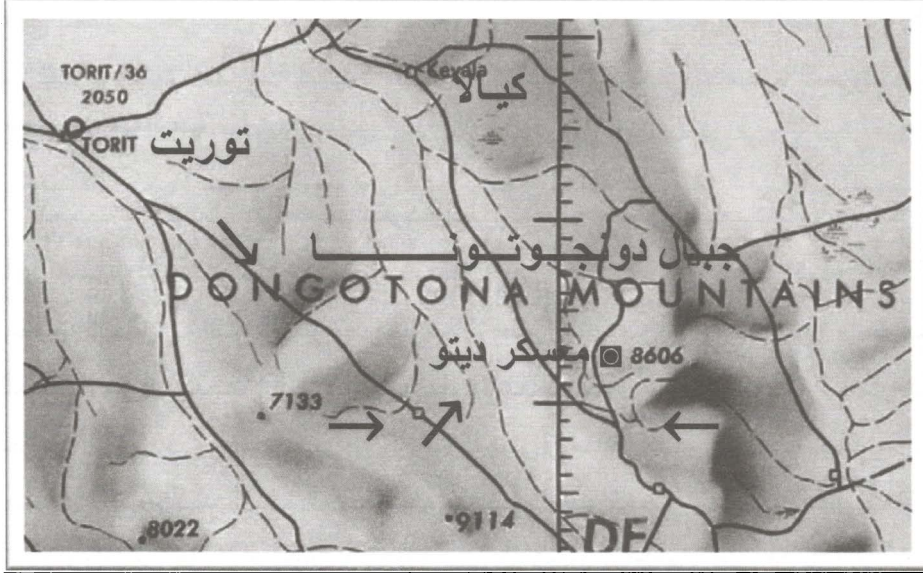 TORIT/36
2050
Keyala
كيالا
TORIT
توريت
جبال دونجوتونا
DONGOTONA MOUNTAINS
معسكر ديتو
8606
7133
9114
8022
DF